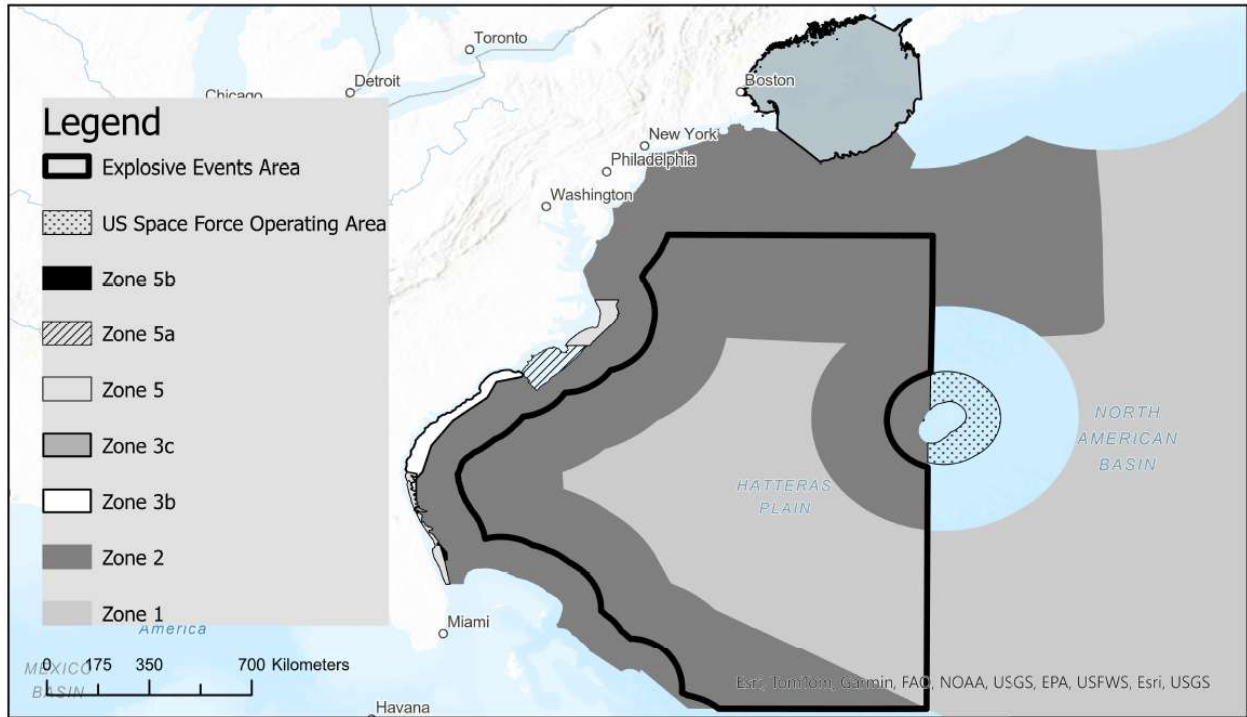 Toronto
Detroit
Chicago
Boston
New York
Philadelphia
Washington
Legend
Explosive Events Area
US Space Force Operating Area
Zone 5b
Zone 5a
Zone 5
Zone 3c
Zone 3b
Zone 2
Zone 1
NORTH
AMERICAN
BASIN
HATTERAS
PLAIN
America
Miami
MEXICO
BASIN
0 175 350 700 Kilometers
Esri, TomTom, Garmin, FAO, NOAA, USGS, EPA, USFWS, Esri, USGS
Havana